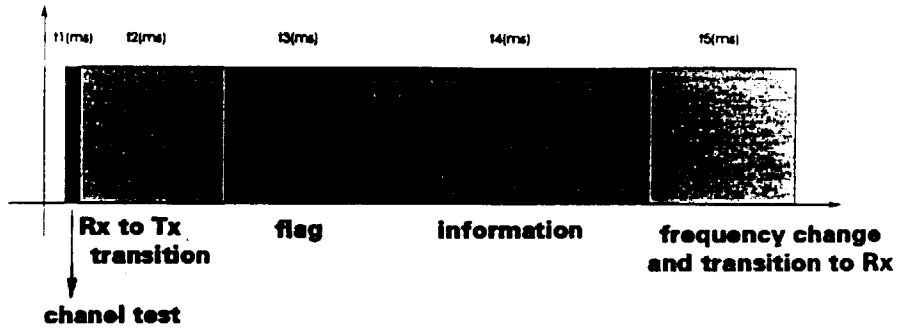 t1(ms) t2(ms) t3(ms) t4(ms) t5(ms)
Rx to Tx
transition
flag
information
frequency change
and transition to Rx
chanel test